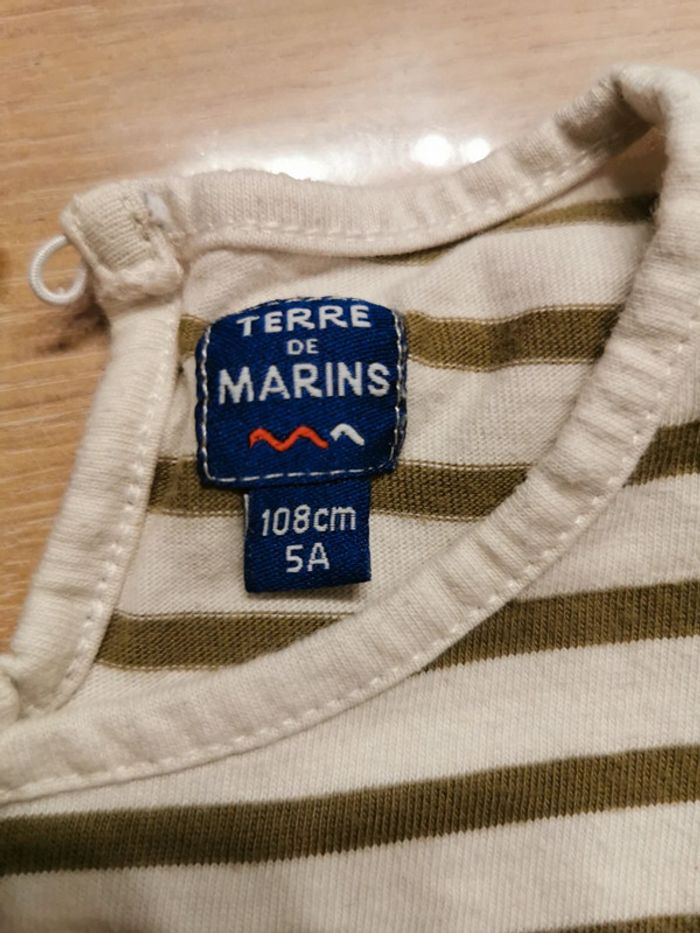 TERRE
DE
MARINS
108cm
5A